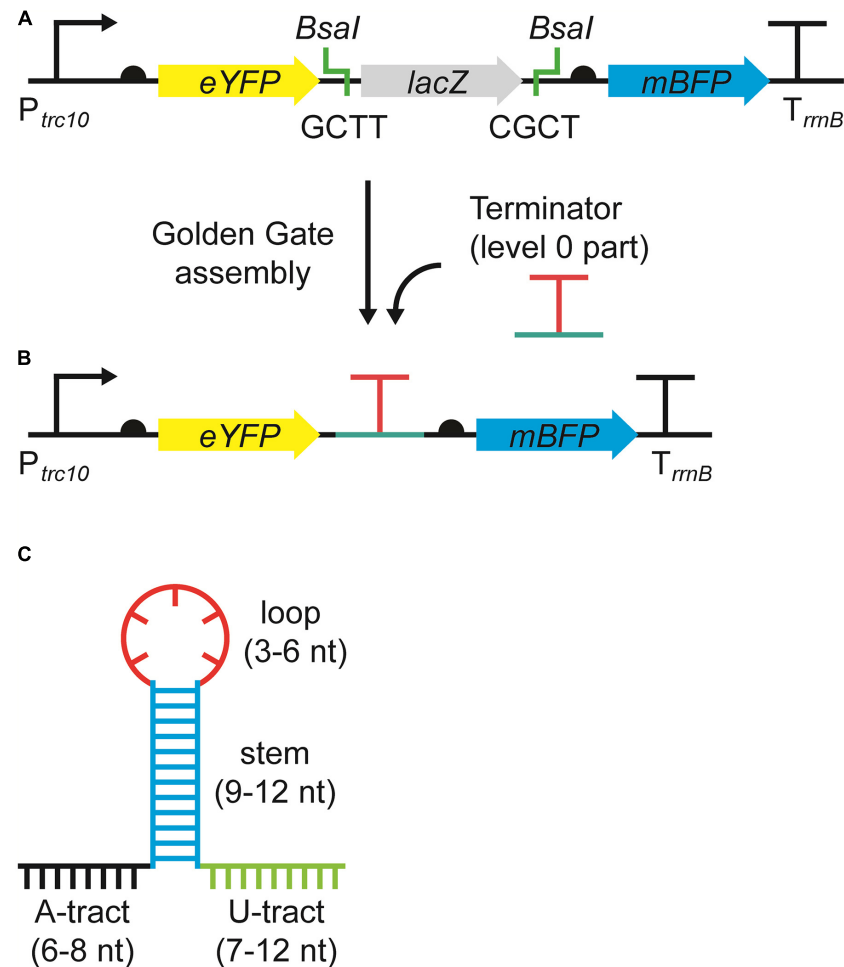 A
BsaI BsaI
eYFP lacZ mBFP
Ptrc10 GCTT CGCT TrrnB
Golden Gate
assembly
Terminator
(level 0 part)
B
eYFP mBFP
Ptrc10 TrrnB
C
loop
(3-6 nt)
stem
(9-12 nt)
A-tract
(6-8 nt)
U-tract
(7-12 nt)